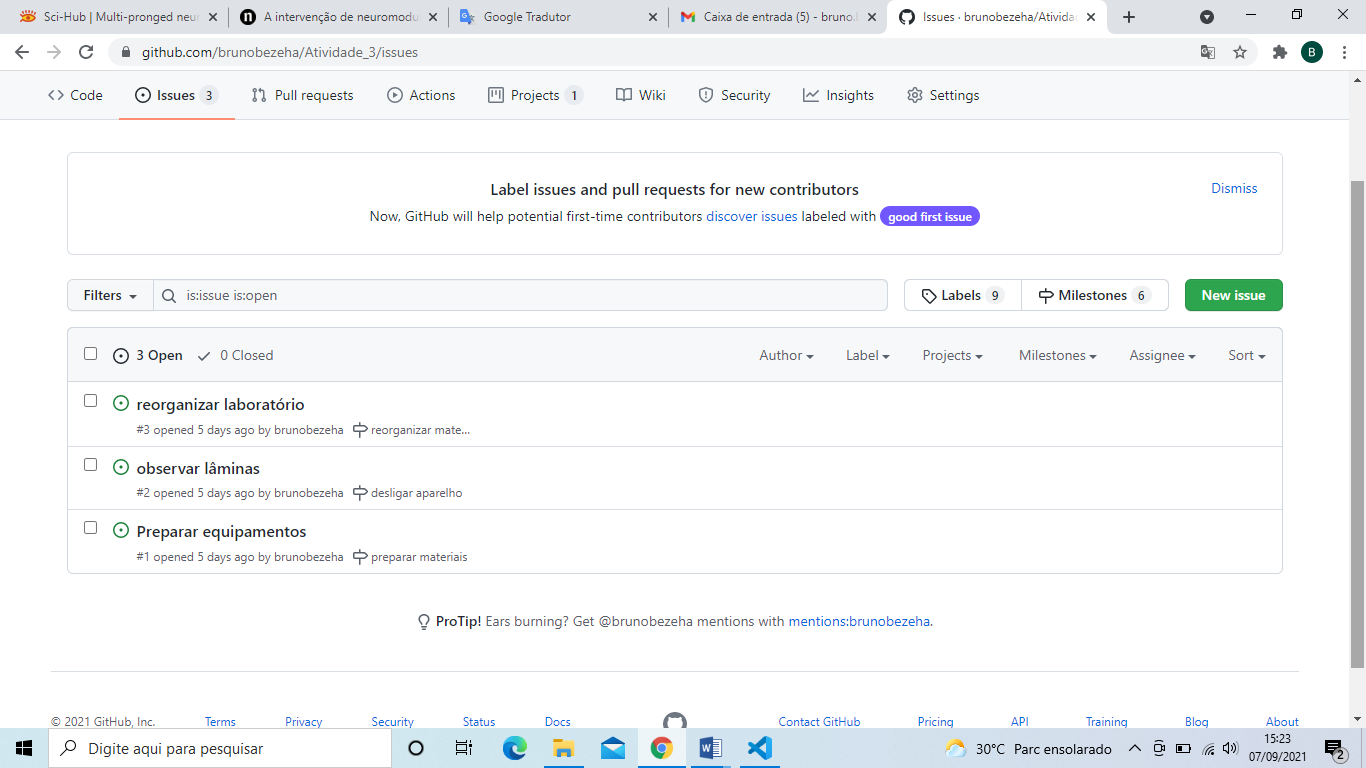 Sci-Hub | Multi-pronged neur
A intervenção de neuromodu
Google Tradutor
Caixa de entrada (5) - bruno.
Issues · brunobezeha/Ativida
github.com/brunobezeha/Atividade_3/issues
B
Code
Issues 3
Pull requests
Actions
Projects 1
Wiki
Security
Insights
Settings
Label issues and pull requests for new contributors
Dismiss
Now, GitHub will help potential first-time contributors discover issues labeled with good first issue
Filters
is:issue is:open
Labels 9
Milestones 6
New issue
3 Open
0 Closed
Author
Label
Projects
Milestones
Assignee
Sort
reorganizar laboratório
#3 opened 5 days ago by brunobezeha reorganizar mate...
observar lâminas
#2 opened 5 days ago by brunobezeha desligar aparelho
Preparar equipamentos
#1 opened 5 days ago by brunobezeha preparar materiais
ProTip! Ears burning? Get @brunobezeha mentions with mentions:brunobezeha.
© 2021 GitHub, Inc.
Terms
Privacy
Security
Status
Docs
Contact GitHub
Pricing
API
Training
Blog
About
Digite aqui para pesquisar
30°C Parc ensolarado
15:23
07/09/2021
2